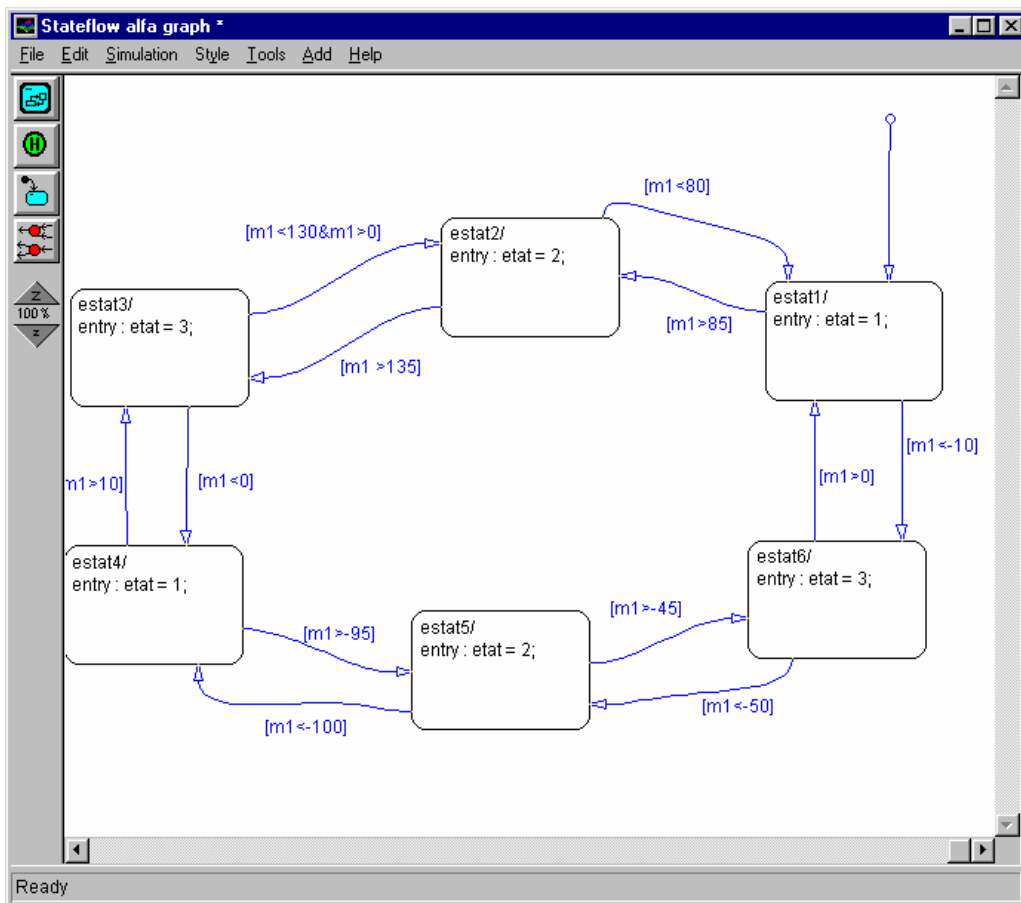 Stateflow alfa graph *
File Edit Simulation Style Tools Add Help
[m1<80]
[m1<130&m1>0]
estat2/
entry : etat = 2;
estat1/
entry : etat = 1;
Z
100 %
z
estat3/
entry : etat = 3;
[m1>85]
[m1 >135]
[m1<-10]
m1>10]
[m1<0]
[m1>0]
estat4/
entry : etat = 1;
estat6/
entry : etat = 3;
[m1>-95]
estat5/
entry : etat = 2;
[m1>-45]
[m1<-100]
[m1<-50]
H
Ready